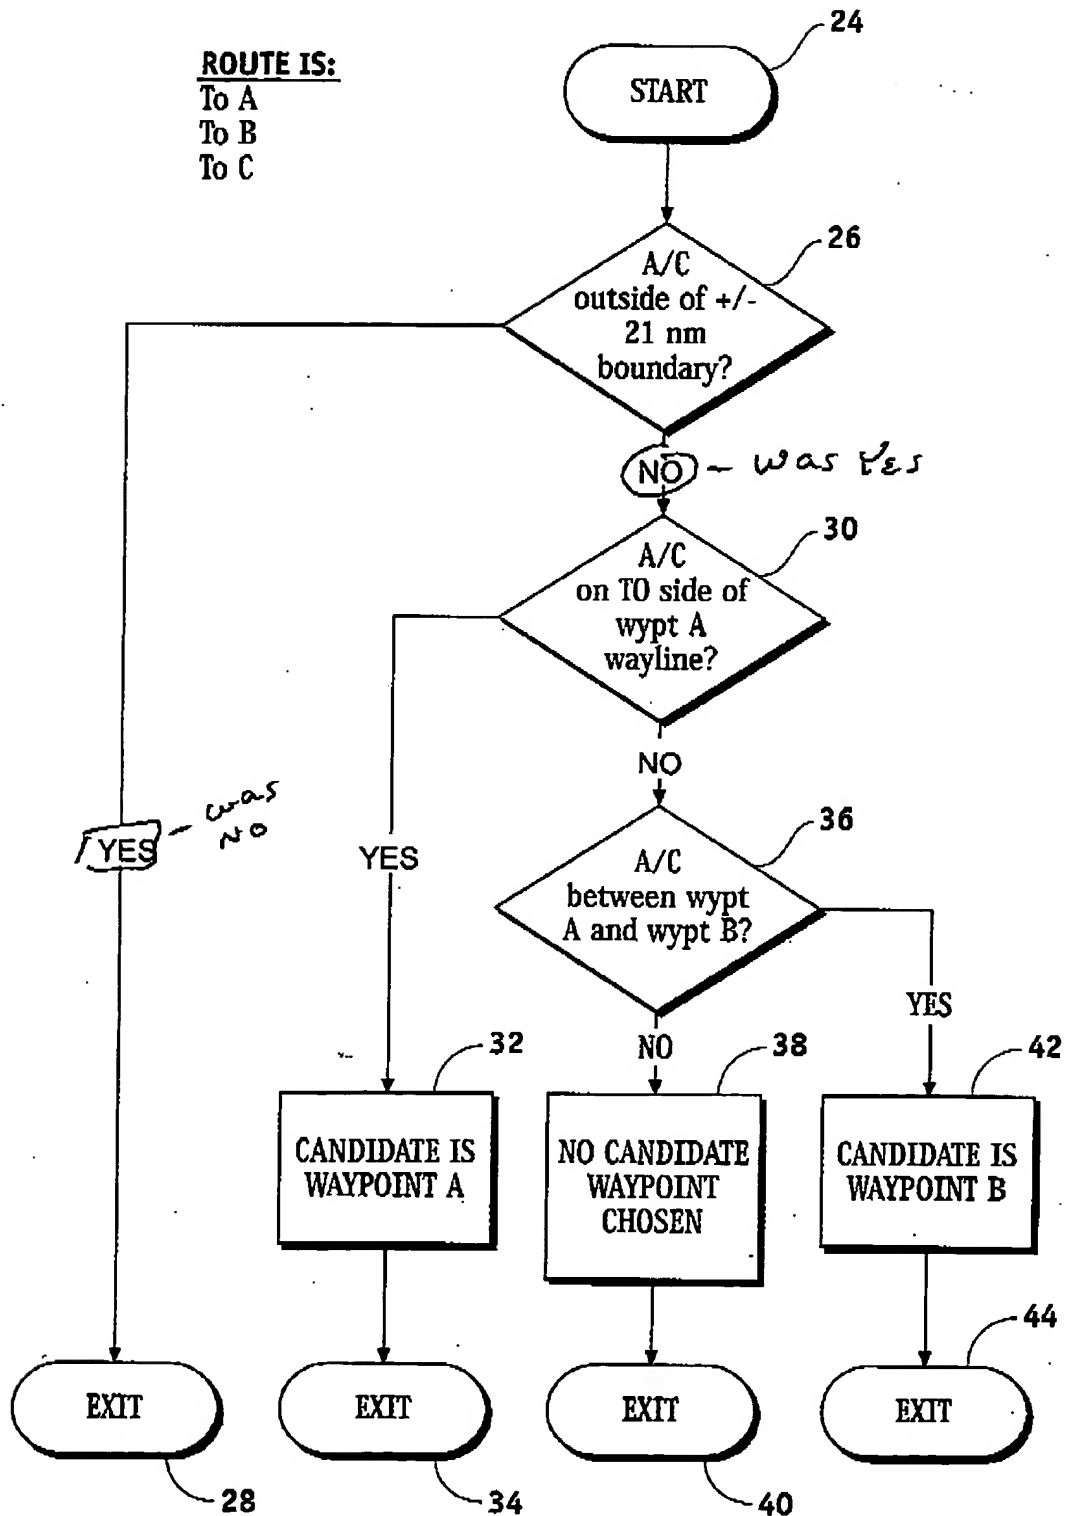 24
ROUTE IS:
To A
To B
To C
START
26
A/C
outside of +/-
21 nm
boundary?
NO - was YES
30
A/C
on TO side of
wypt A
wayline?
NO
YES - was
NO
YES
36
A/C
between wypt
A and wypt B?
YES
NO
32
38
42
CANDIDATE IS
WAYPOINT A
NO CANDIDATE
WAYPOINT
CHOSEN
CANDIDATE IS
WAYPOINT B
44
EXIT
EXIT
EXIT
EXIT
28
34
40